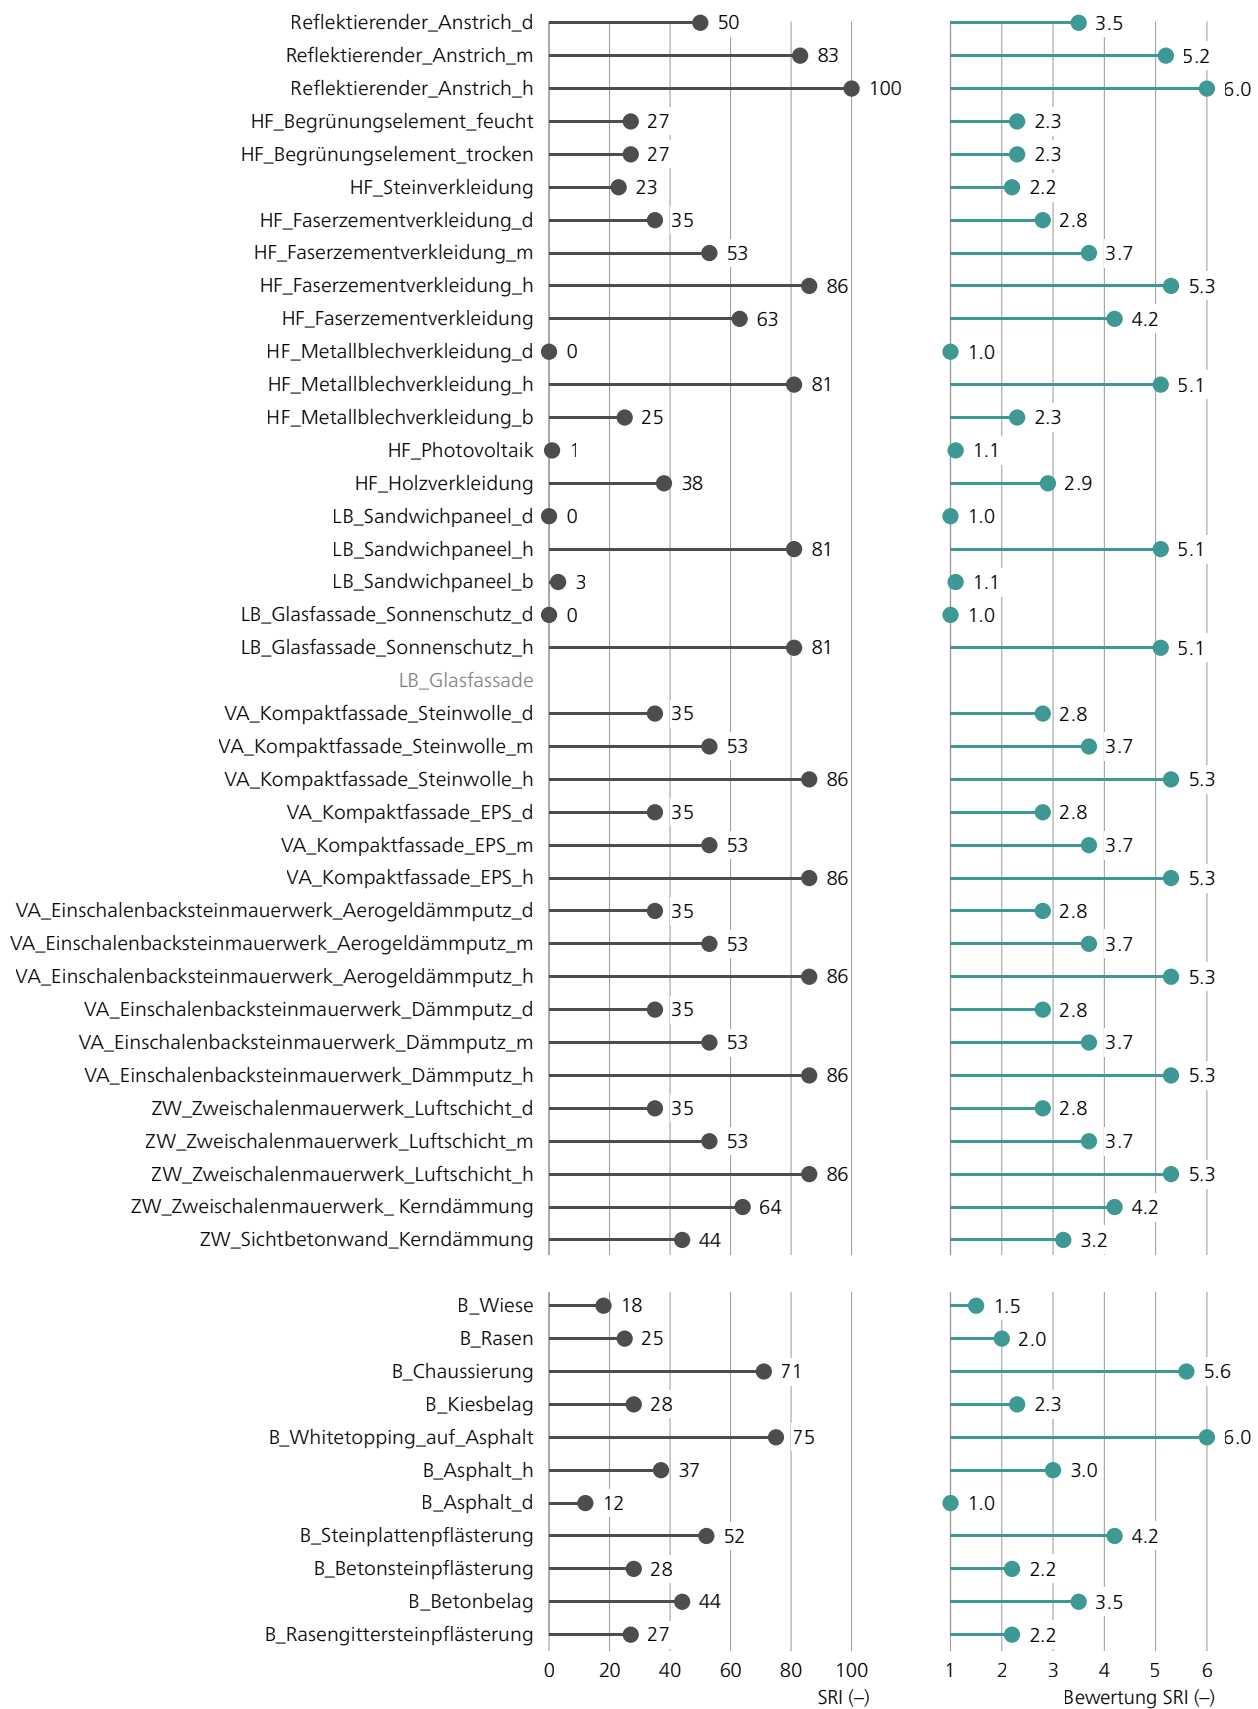 Reflektierender_Anstrich_d 50 3.5
Reflektierender_Anstrich_m 83 5.2
Reflektierender_Anstrich_h 100 6.0
HF_Begrünungselement_feucht 27 2.3
HF_Begrünungselement_trocken 27 2.3
HF_Steinverkleidung 23 2.2
HF_Faserzementverkleidung_d 35 2.8
HF_Faserzementverkleidung_m 53 3.7
HF_Faserzementverkleidung_h 86 5.3
HF_Faserzementverkleidung 63 4.2
HF_Metallblechverkleidung_d 0 1.0
HF_Metallblechverkleidung_h 81 5.1
HF_Metallblechverkleidung_b 25 2.3
HF_Photovoltaik 1 1.1
HF_Holzverkleidung 38 2.9
LB_Sandwichpaneel_d 0 1.0
LB_Sandwichpaneel_h 81 5.1
LB_Sandwichpaneel_b 3 1.1
LB_Glasfassade_Sonnenschutz_d 0 1.0
LB_Glasfassade_Sonnenschutz_h 81 5.1
LB_Glasfassade
VA_Kompaktfassade_Steinwolle_d 35 2.8
VA_Kompaktfassade_Steinwolle_m 53 3.7
VA_Kompaktfassade_Steinwolle_h 86 5.3
VA_Kompaktfassade_EPS_d 35 2.8
VA_Kompaktfassade_EPS_m 53 3.7
VA_Kompaktfassade_EPS_h 86 5.3
VA_Einschalenbacksteinmauerwerk_Aerogeldämmputz_d 35 2.8
VA_Einschalenbacksteinmauerwerk_Aerogeldämmputz_m 53 3.7
VA_Einschalenbacksteinmauerwerk_Aerogeldämmputz_h 86 5.3
VA_Einschalenbacksteinmauerwerk_Dämmputz_d 35 2.8
VA_Einschalenbacksteinmauerwerk_Dämmputz_m 53 3.7
VA_Einschalenbacksteinmauerwerk_Dämmputz_h 86 5.3
ZW_Zweischalenmauerwerk_Luftschicht_d 35 2.8
ZW_Zweischalenmauerwerk_Luftschicht_m 53 3.7
ZW_Zweischalenmauerwerk_Luftschicht_h 86 5.3
ZW_Zweischalenmauerwerk_ Kerndämmung 64 4.2
ZW_Sichtbetonwand_Kerndämmung 44 3.2
B_Wiese 18 1.5
B_Rasen 25 2.0
B_Chaussierung 71 5.6
B_Kiesbelag 28 2.3
B_Whitetopping_auf_Asphalt 75 6.0
B_Asphalt_h 37 3.0
B_Asphalt_d 12 1.0
B_Steinplattenpflästerung 52 4.2
B_Betonsteinpflästerung 28 2.2
B_Betonbelag 44 3.5
B_Rasengittersteinpflästerung 27 2.2
0 20 40 60 80 100 1 2 3 4 5 6
SRI (–) Bewertung SRI (–)